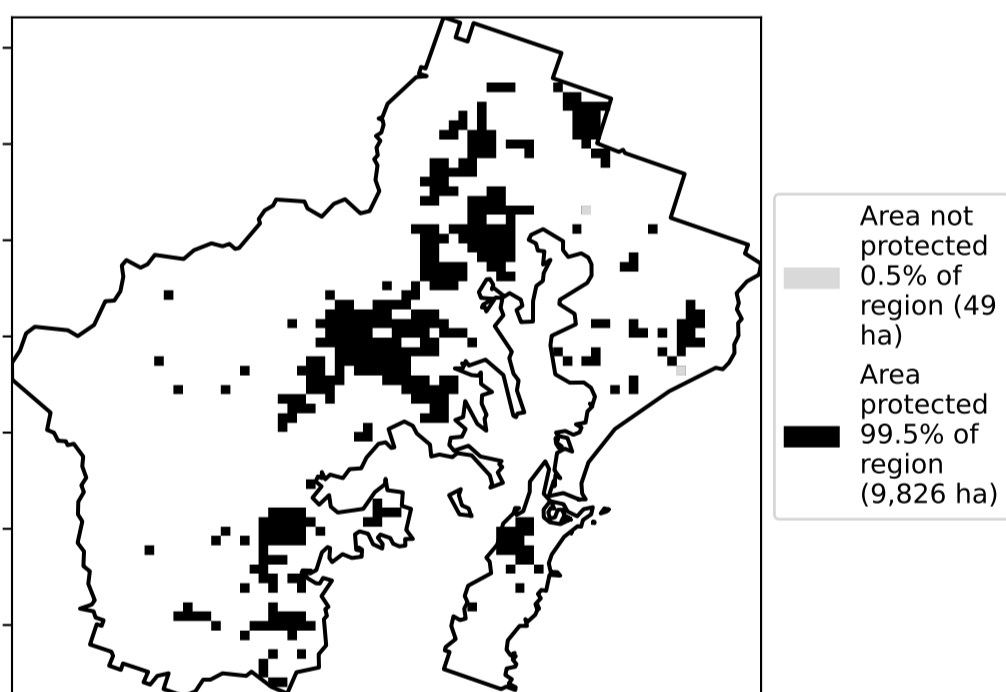 Area not
protected
0.5% of
region (49
ha)
Area
protected
99.5% of
region
(9,826 ha)